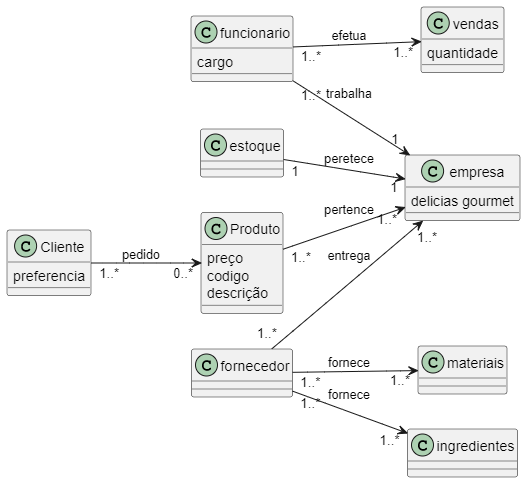 C funcionario
cargo
efetua
1..*
1..*
C vendas
quantidade
1..*
trabalha
1
C estoque
1
peretece
1
C empresa
delicias gourmet
C Cliente
preferencia
pedido
1..*
0..*
C Produto
preço
codigo
descrição
pertence
1..*
1..*
entrega
1..*
1..*
C fornecedor
fornece
1..*
1..*
C materiais
fornece
1..*
1..*
C ingredientes